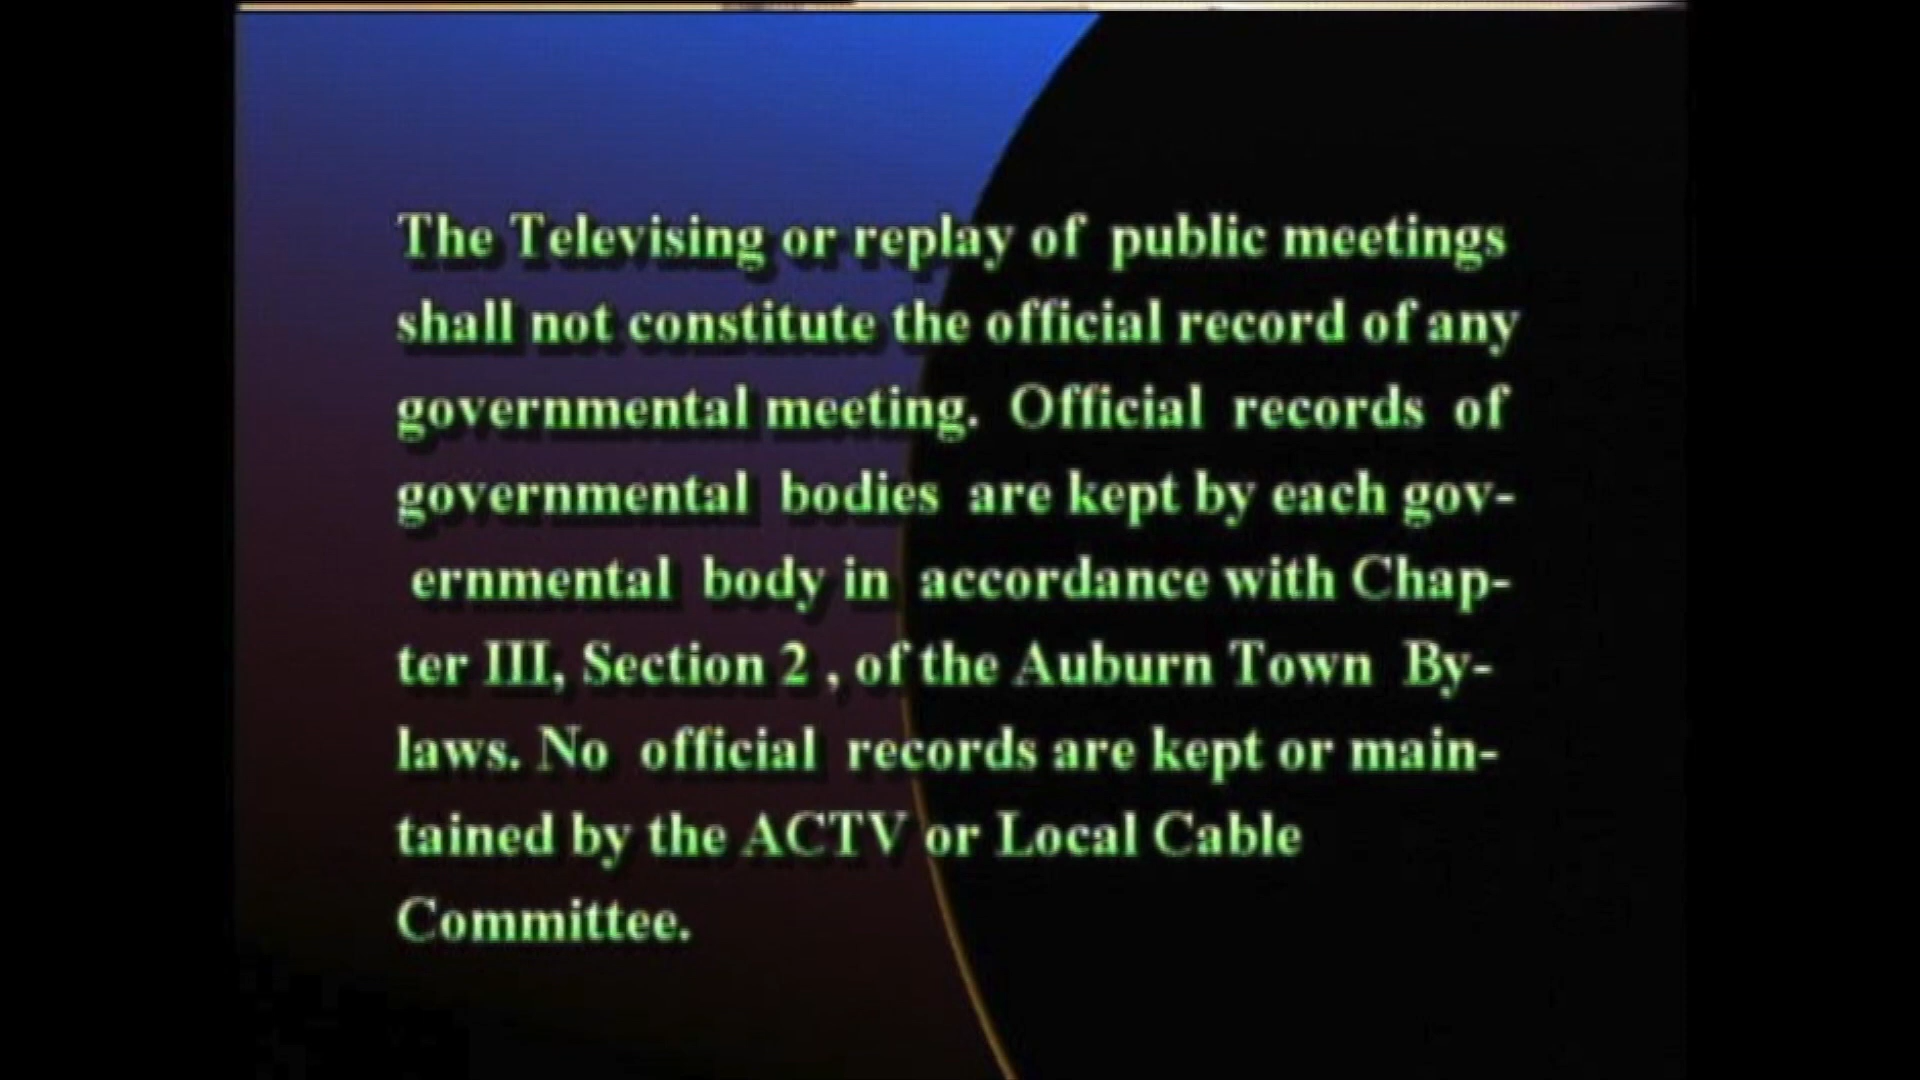 The Televising or replay of public meetings
shall not constitute the official record of any
governmental meeting. Official records of
governmental bodies are kept by each gov-
ernmental body in accordance with Chap-
ter III, Section 2 , of the Auburn Town By-
laws. No official records are kept or main-
tained by the ACTV or Local Cable
Committee.